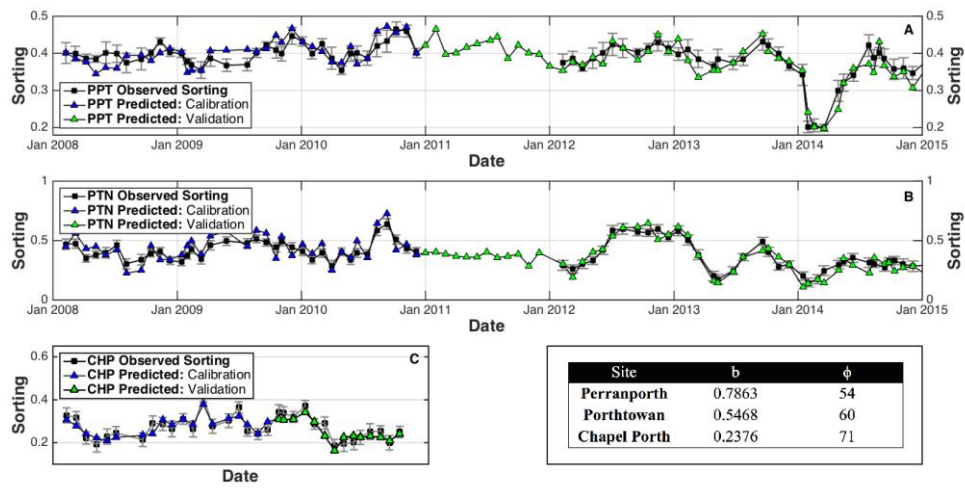 0.5 0.5
A
0.4 0.4
Sorting Sorting
0.3 0.3
PPT Observed Sorting
PPT Predicted: Calibration
PPT Predicted: Validation
0.2 0.2
Jan 2008 Jan 2009 Jan 2010 Jan 2011 Jan 2012 Jan 2013 Jan 2014 Jan 2015
Date
1 1
B
PTN Observed Sorting
PTN Predicted: Calibration
PTN Predicted: Validation
0.5 0.5
Sorting Sorting
0 0
Jan 2008 Jan 2009 Jan 2010 Jan 2011 Jan 2012 Jan 2013 Jan 2014 Jan 2015
Date
C
0.6
CHP Observed Sorting
CHP Predicted: Calibration
CHP Predicted: Validation
0.4
Sorting
0.2
Date
Site b ϕ
Perranporth 0.7863 54
Porthtowan 0.5468 60
Chapel Porth 0.2376 71